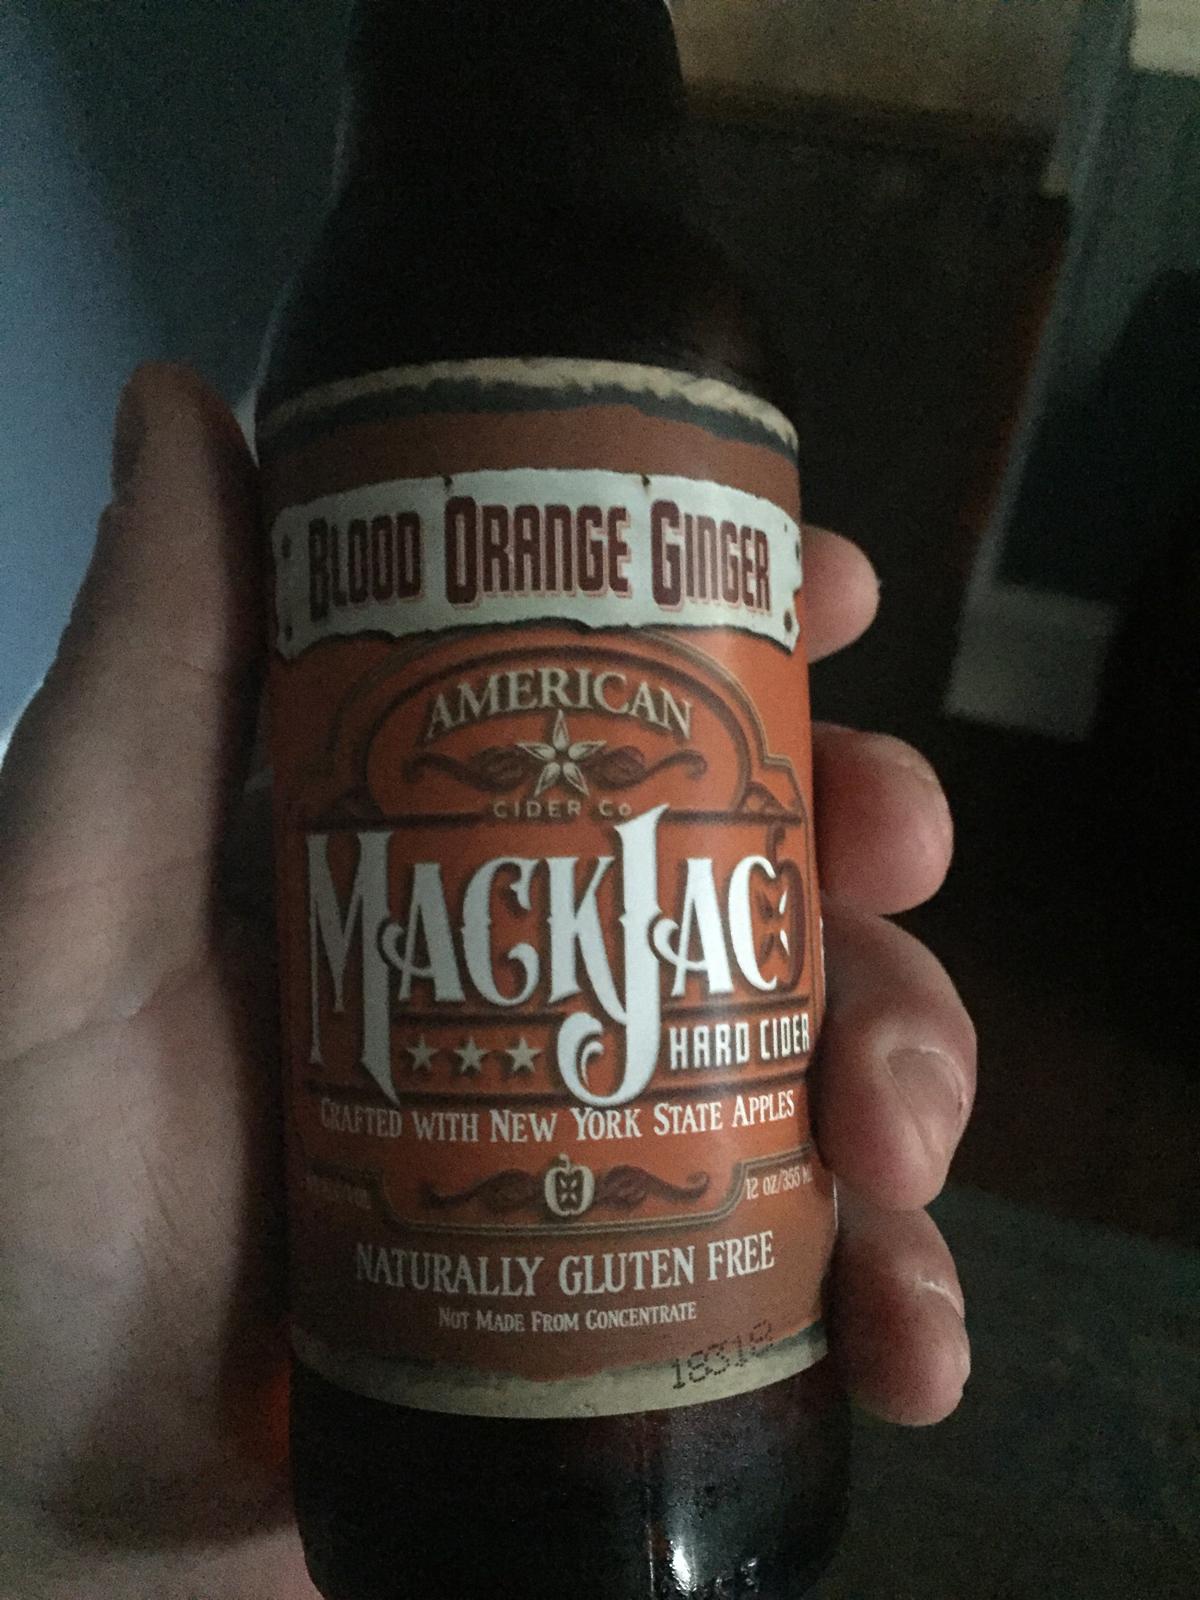 BLOOD ORANGE GINGER
AMERICAN
CIDER CO
MACKJAC
HARD CIDER
CRAFTED WITH NEW YORK STATE APPLES
12 OZ/355 ML
NATURALLY GLUTEN FREE
NOT MADE FROM CONCENTRATE
18318